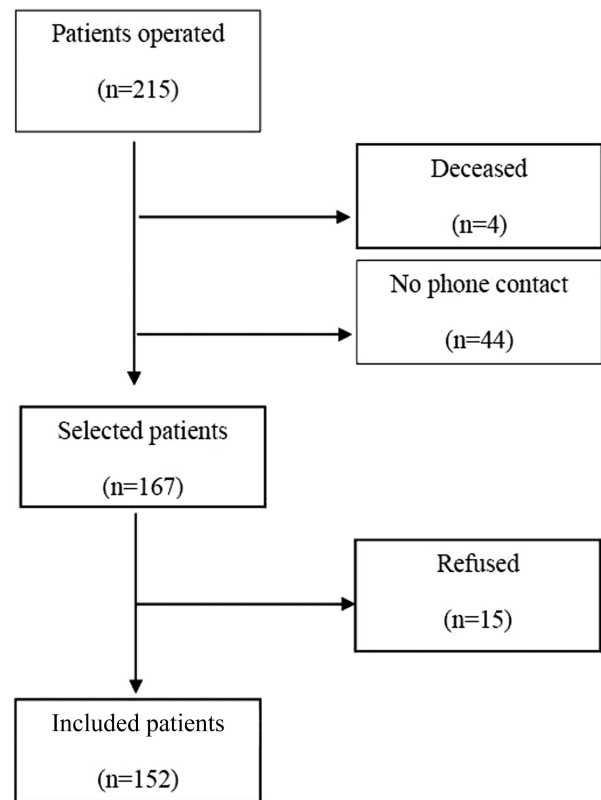 Patients operated
(n=215)
Deceased
(n=4)
No phone contact
(n=44)
Selected patients
(n=167)
Refused
(n=15)
Included patients
(n=152)